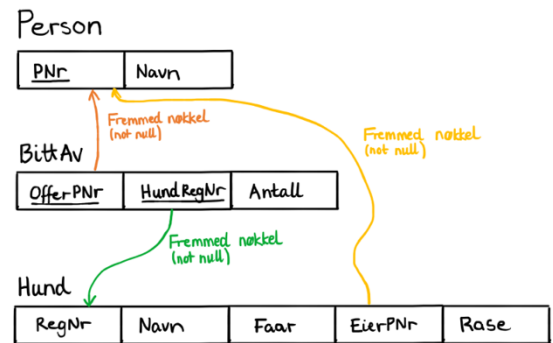 Person
PNr Navn
Fremmed nøkkel
(not null)
Fremmed nøkkel
(not null)
BittAv
OfferPNr HundRegNr Antall
Fremmed nøkkel
(not null)
Hund
RegNr Navn Faar EierPNr Rase